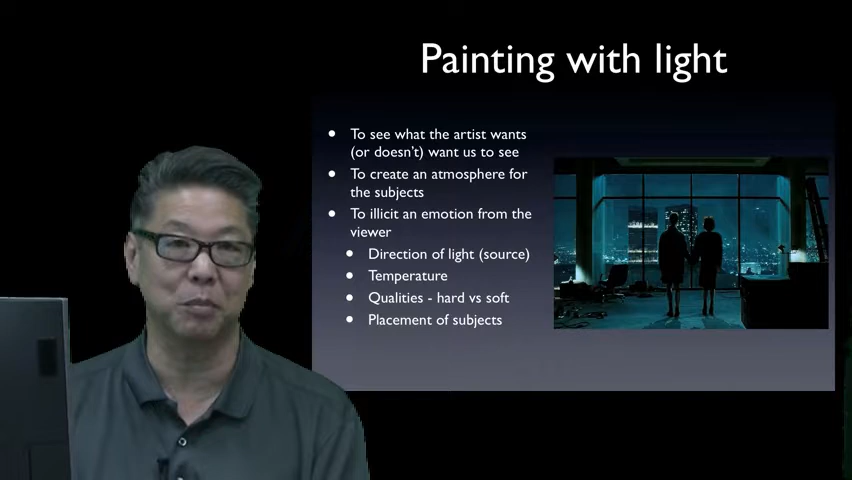 Painting with light
• To see what the artist wants
(or doesn't) want us to see
• To create an atmosphere for
the subjects
• To illicit an emotion from the
viewer
• Direction of light (source)
• Temperature
• Qualities - hard vs soft
• Placement of subjects